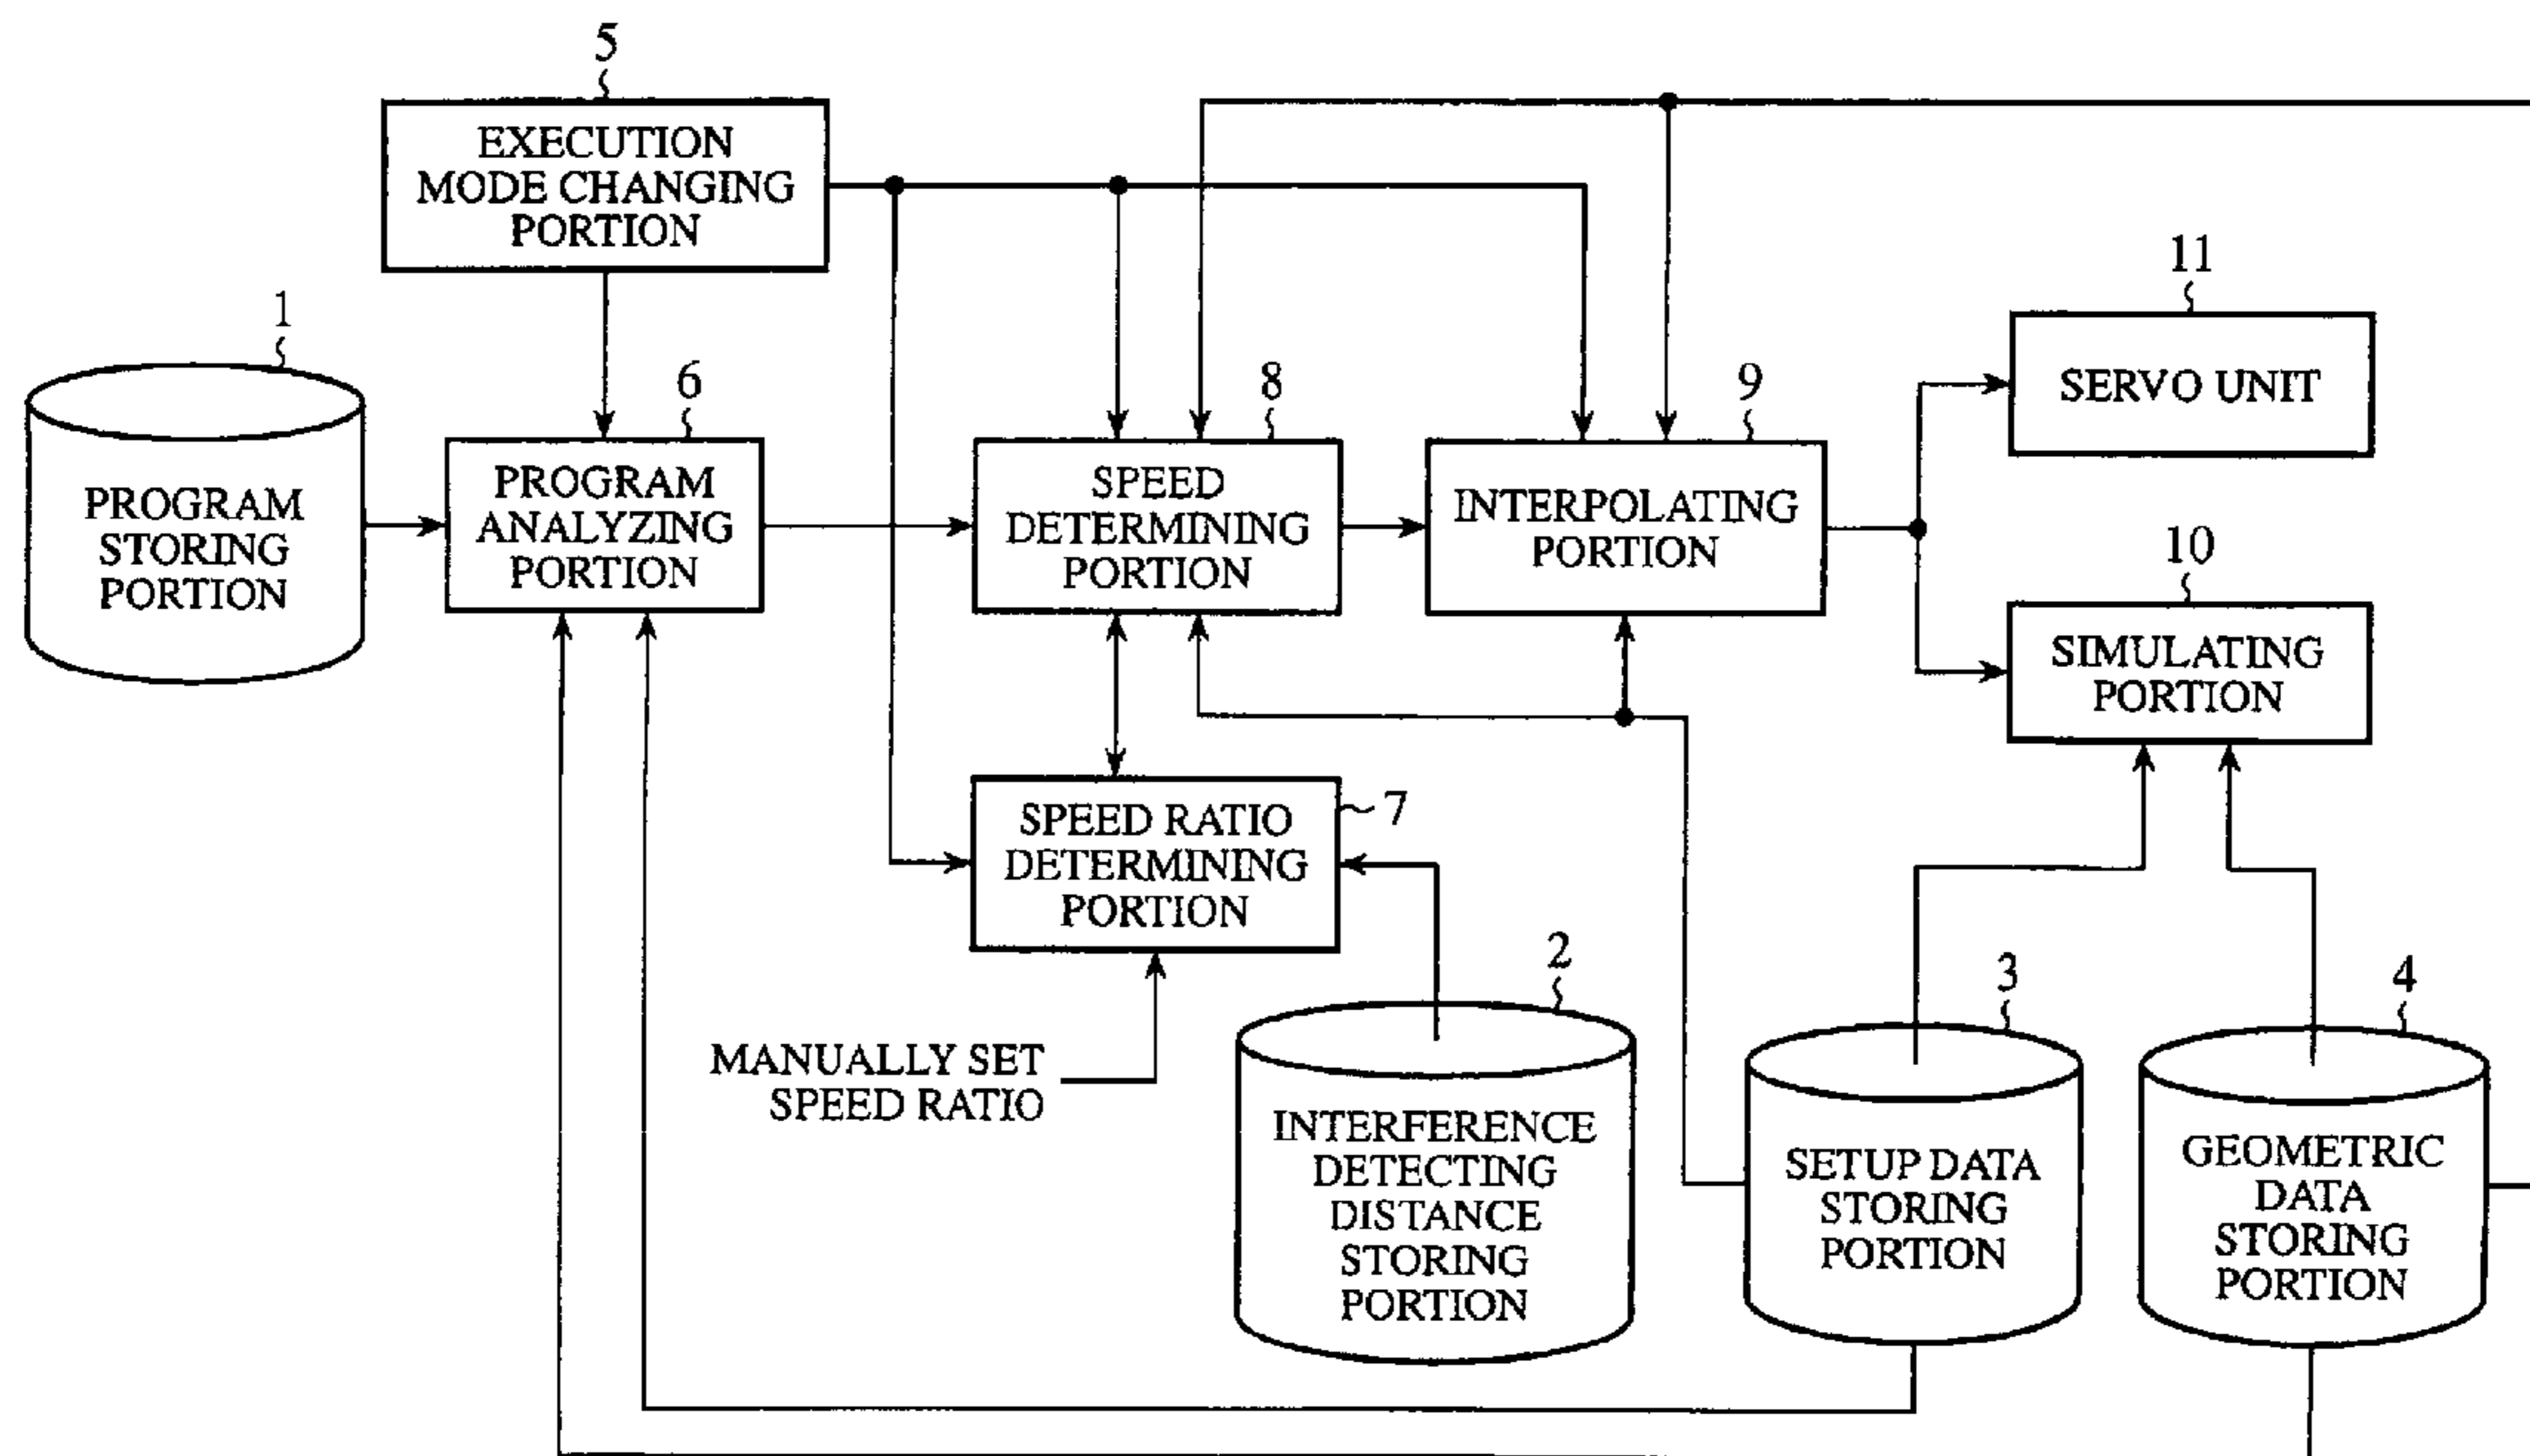 5
EXECUTION
MODE CHANGING
PORTION
11
SERVO UNIT
1
PROGRAM
STORING
PORTION
6
PROGRAM
ANALYZING
PORTION
8
SPEED
DETERMINING
PORTION
9
INTERPOLATING
PORTION
10
SIMULATING
PORTION
7
SPEED RATIO
DETERMINING
PORTION
MANUALLY SET
SPEED RATIO
2
INTERFERENCE
DETECTING
DISTANCE
STORING
PORTION
3
SETUP DATA
STORING
PORTION
4
GEOMETRIC
DATA
STORING
PORTION